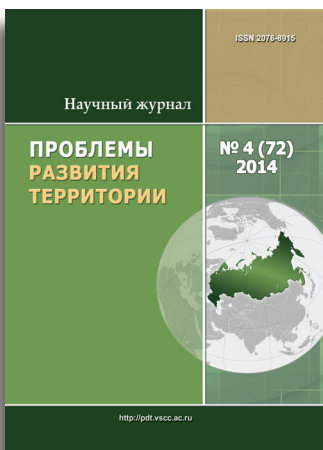 ISSN 2076-8915
Научный журнал
ПРОБЛЕМЫ
РАЗВИТИЯ
ТЕРРИТОРИИ
№ 4 (72)
2014
http://pdt.vscc.ac.ru